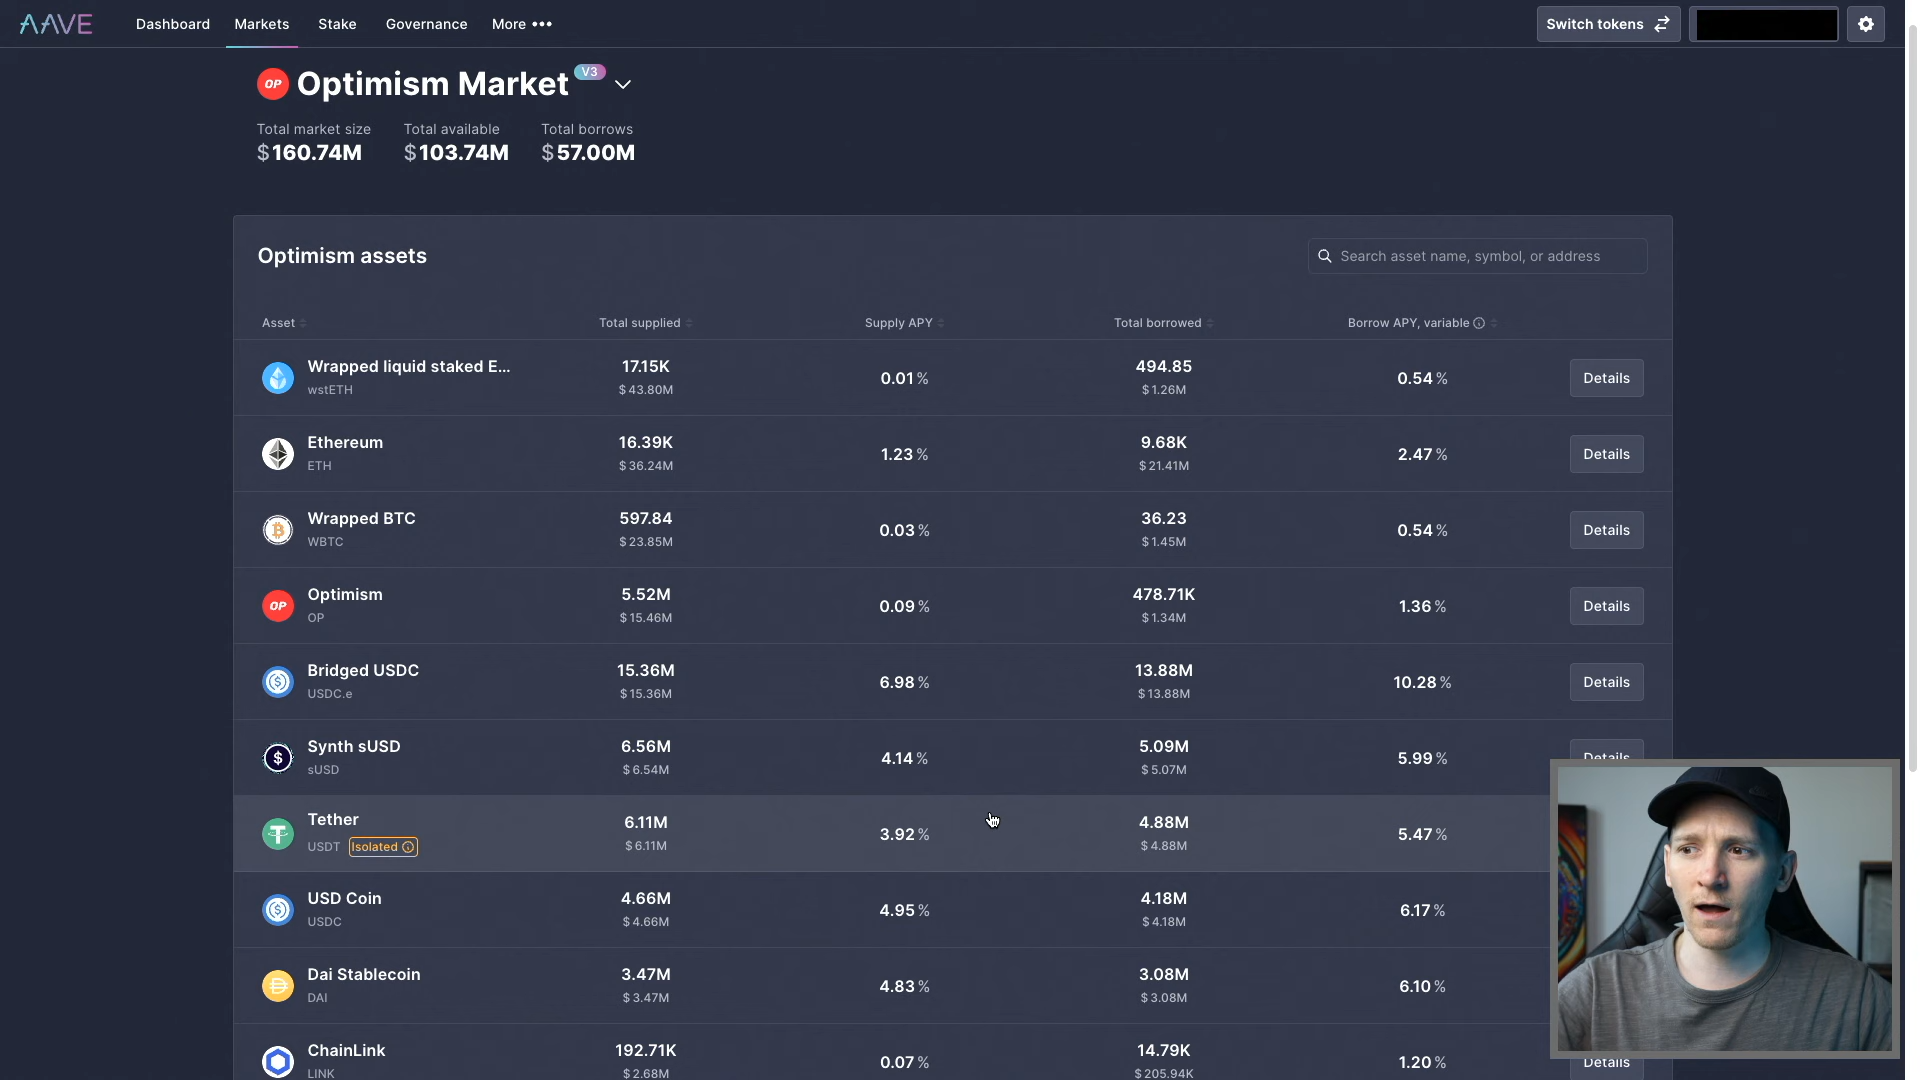 AAVE
Dashboard Markets Stake Governance More •••
Switch tokens
OP Optimism Market V3
Total market size Total available Total borrows
$160.74M $103.74M $57.00M
Optimism assets
Search asset name, symbol, or address
Asset Total supplied Supply APY Total borrowed Borrow APY, variable
Wrapped liquid staked E... 17.15K 0.01% 494.85 0.54% Details
wstETH $43.80M $1.26M
Ethereum 16.39K 1.23% 9.68K 2.47% Details
ETH $36.24M $21.41M
Wrapped BTC 597.84 0.03% 36.23 0.54% Details
WBTC $23.85M $1.45M
OP Optimism 5.52M 0.09% 478.71K 1.36% Details
OP $15.46M $1.34M
Bridged USDC 15.36M 6.98% 13.88M 10.28% Details
USDC.e $15.36M $13.88M
Synth sUSD 6.56M 4.14% 5.09M 5.99% Details
sUSD $6.54M $5.07M
Tether 6.11M 3.92% 4.88M 5.47%
USDT Isolated $6.11M $4.88M
USD Coin 4.66M 4.95% 4.18M 6.17%
USDC $4.66M $4.18M
Dai Stablecoin 3.47M 4.83% 3.08M 6.10%
DAI $3.47M $3.08M
ChainLink 192.71K 0.07% 14.79K 1.20% Details
LINK $2.68M $205.94K